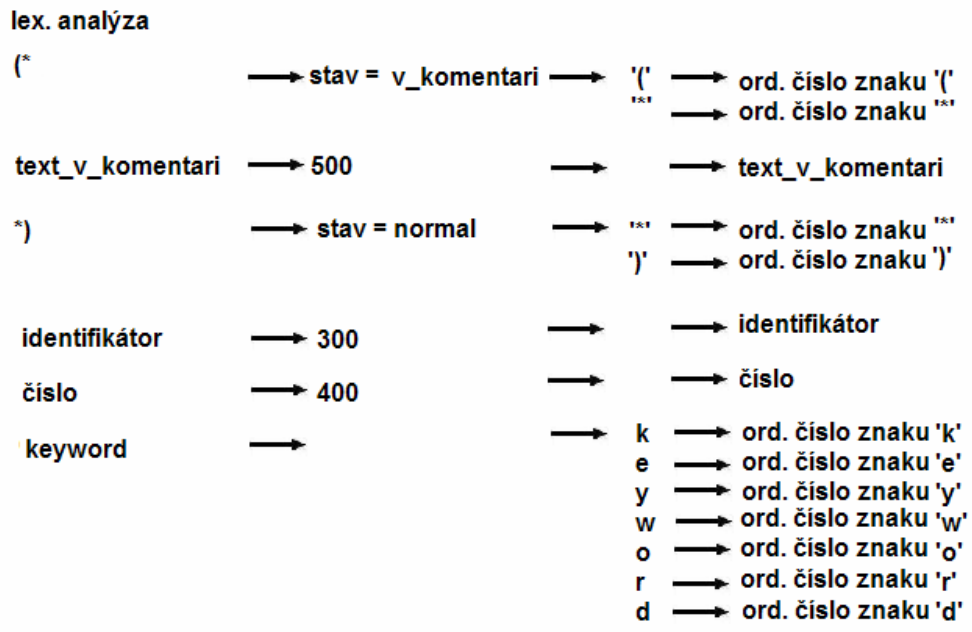 lex. analýza
(* stav = v_komentari '(' ord. číslo znaku '('
'*' ord. číslo znaku '*'
text_v_komentari 500 text_v_komentari
*) stav = normal '*' ord. číslo znaku '*'
')' ord. číslo znaku ')'
identifikátor 300 identifikátor
číslo 400 číslo
keyword k ord. číslo znaku 'k'
e ord. číslo znaku 'e'
y ord. číslo znaku 'y'
w ord. číslo znaku 'w'
o ord. číslo znaku 'o'
r ord. číslo znaku 'r'
d ord. číslo znaku 'd'